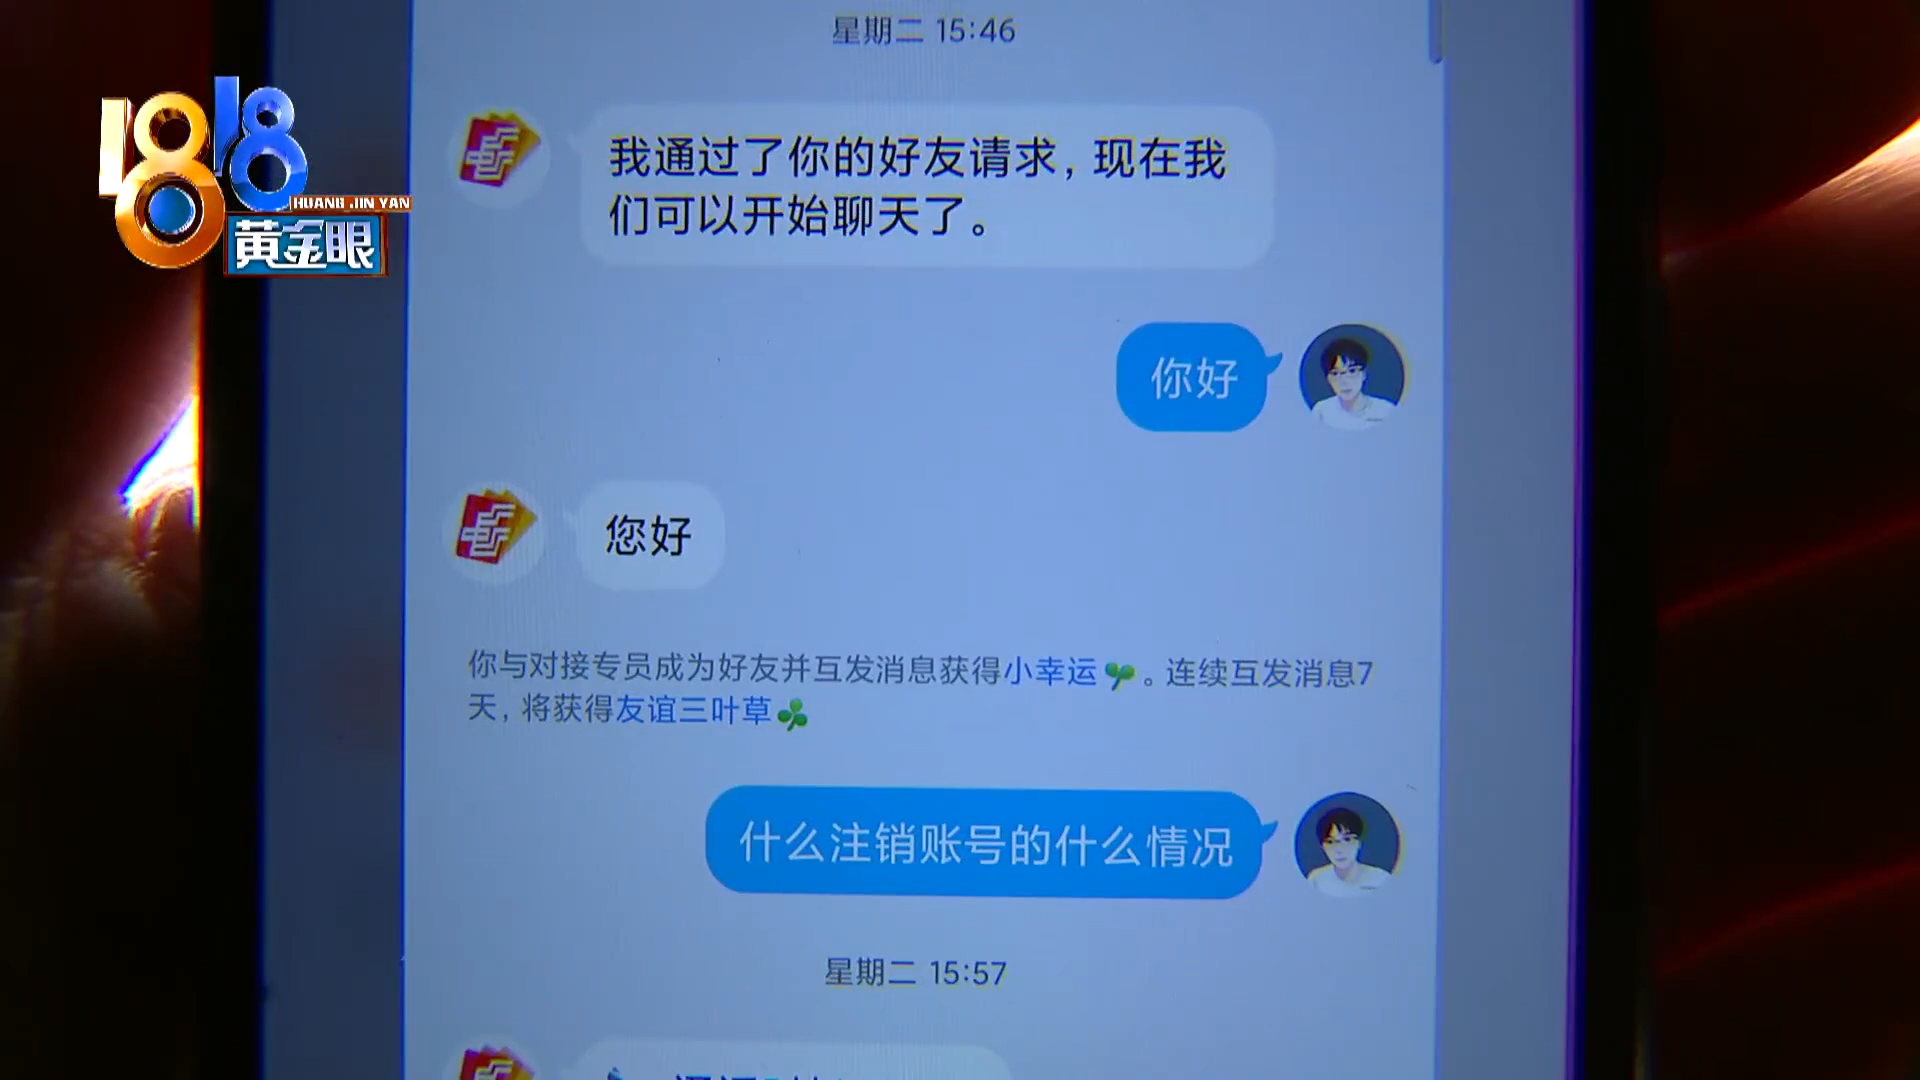 星期二 15:46
1818
HUANG JIN YAN
黄金眼
我通过了你的好友请求，现在我
们可以开始聊天了。
你好
您好
你与对接专员成为好友并互发消息获得小幸运。连续互发消息7
天，将获得友谊三叶草
什么注销账号的什么情况
星期二 15:57